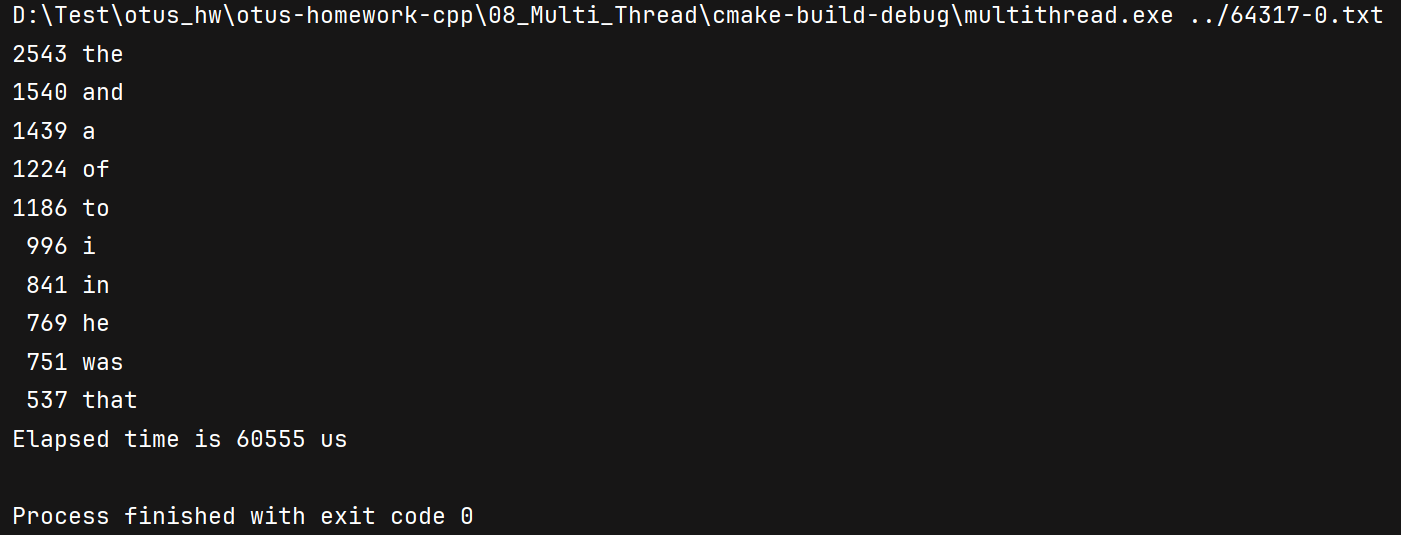 D:\Test\otus_hw\otus-homework-cpp\08_Multi_Thread\cmake-build-debug\multithread.exe ../64317-0.txt
2543 the
1540 and
1439 a
1224 of
1186 to
 996 i
 841 in
 769 he
 751 was
 537 that
Elapsed time is 60555 us
Process finished with exit code 0